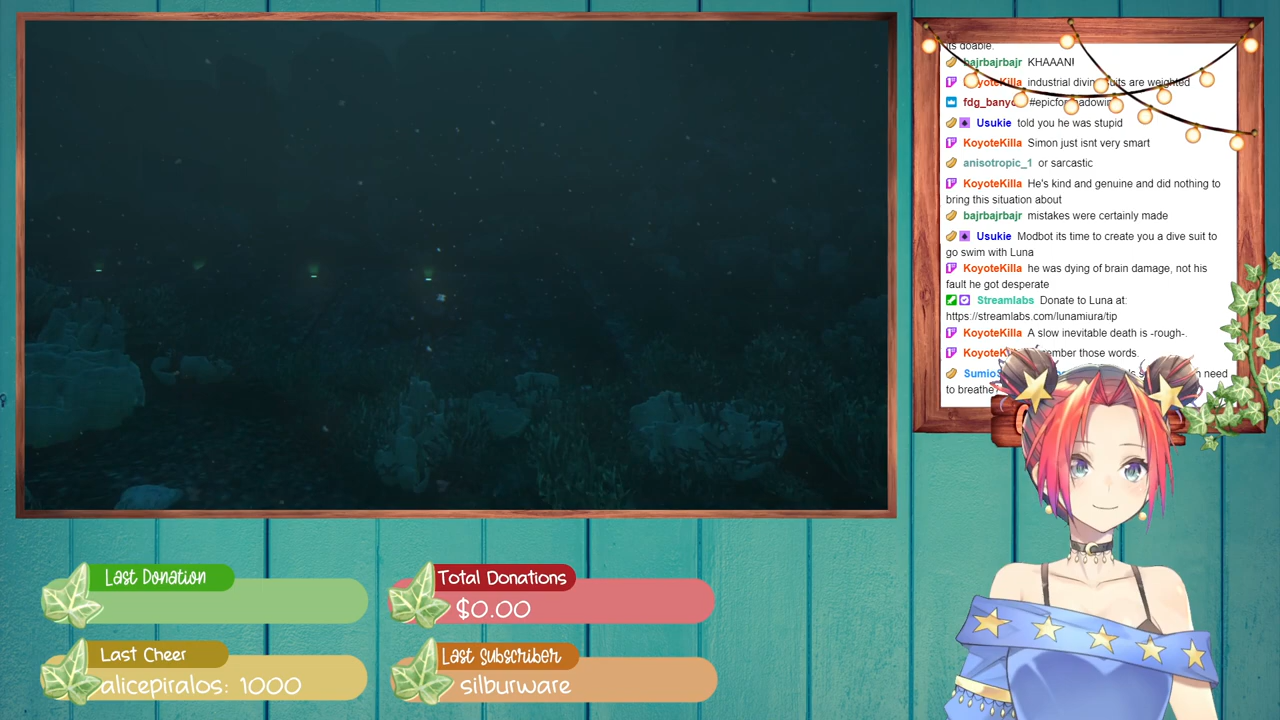 its doable.
bajrbajrbajr KHAAAN!
KoyoteKilla industrial diving suits are weighted
fdg_banyo #epicforshadowing
Usukie told you he was stupid
KoyoteKilla Simon just isnt very smart
anisotropic_1 or sarcastic
KoyoteKilla He's kind and genuine and did nothing to
bring this situation about
bajrbajrbajr mistakes were certainly made
Usukie Modbot its time to create you a dive suit to
go swim with Luna
KoyoteKilla he was dying of brain damage, not his
fault he got desperate
Streamlabs Donate to Luna at:
https://streamlabs.com/lunamiura/tip
KoyoteKilla A slow inevitable death is -rough-.
those words.
need
to breathe
Last Donation
Total Donations
$0.00
Last Cheer
alicepiralos: 1000
Last Subscriber
silburware